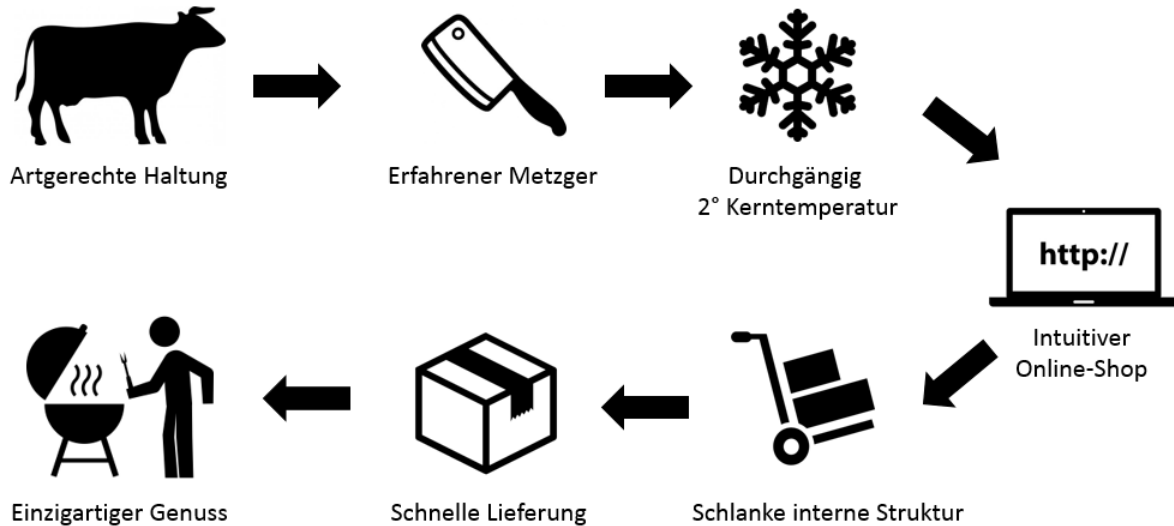 Artgerechte Haltung
Erfahrener Metzger
Durchgängig
2° Kerntemperatur
http://
Intuitiver
Online-Shop
Schlanke interne Struktur
Schnelle Lieferung
Einzigartiger Genuss